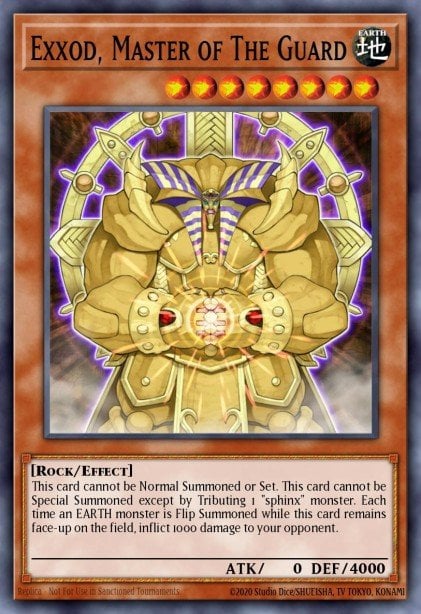 Exxod, Master of The Guard
EARTH
地
[Rock/Effect]
This card cannot be Normal Summoned or Set. This card cannot be
Special Summoned except by Tributing 1 "sphinx" monster. Each
time an EARTH monster is Flip Summoned while this card remains
face-up on the field, inflict 1000 damage to your opponent.
ATK/ 0 DEF/4000
Replica - Not For Use in Sanctioned Tournaments. ©2020 Studio Dice/SHUEISHA, TV TOKYO, KONAMI